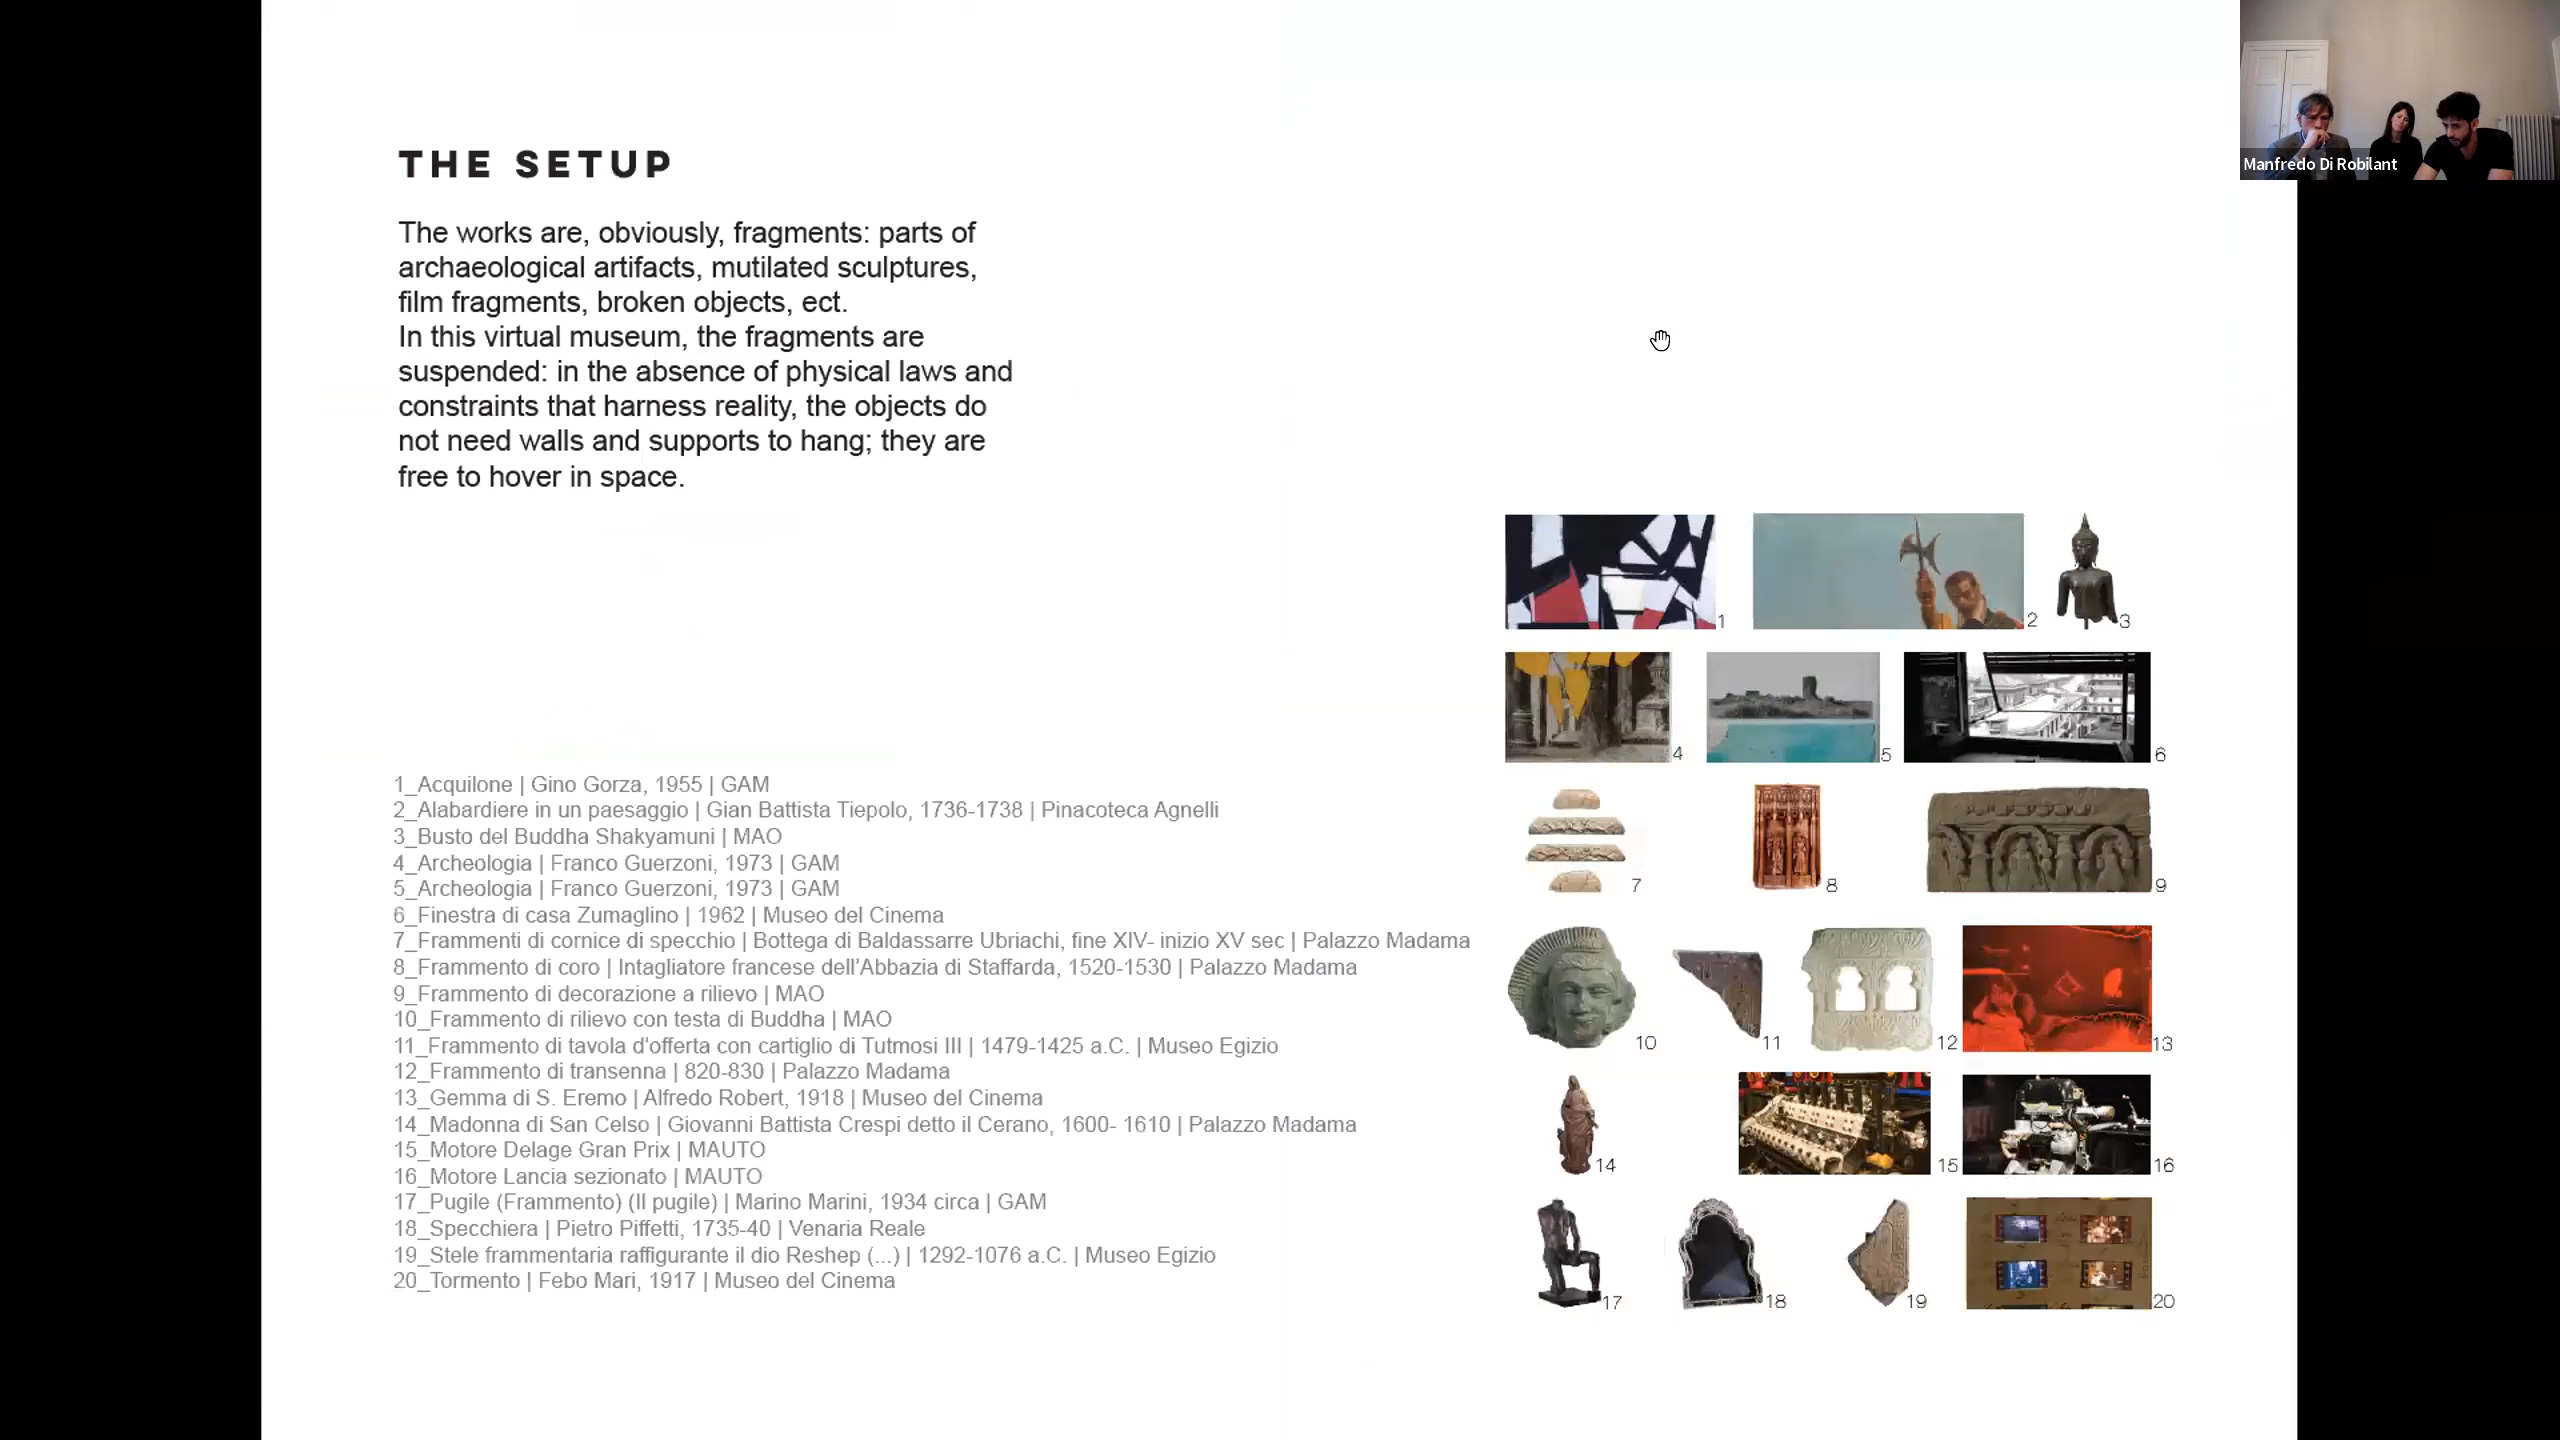 THE SETUP
The works are, obviously, fragments: parts of
archaeological artifacts, mutilated sculptures,
film fragments, broken objects, ect.
In this virtual museum, the fragments are
suspended: in the absence of physical laws and
constraints that harness reality, the objects do
not need walls and supports to hang; they are
free to hover in space.
1_Acquilone | Gino Gorza, 1955 | GAM
2_Alabardiere in un paesaggio | Gian Battista Tiepolo, 1736-1738 | Pinacoteca Agnelli
3_Busto del Buddha Shakyamuni | MAO
4_Archeologia | Franco Guerzoni, 1973 | GAM
5_Archeologia | Franco Guerzoni, 1973 | GAM
6_Finestra di casa Zumaglino | 1962 | Museo del Cinema
7_Frammenti di cornice di specchio | Bottega di Baldassarre Ubriachi, fine XIV- inizio XV sec | Palazzo Madama
8_Frammento di coro | Intagliatore francese dell'Abbazia di Staffarda, 1520-1530 | Palazzo Madama
9_Frammento di decorazione a rilievo | MAO
10_Frammento di rilievo con testa di Buddha | MAO
11_Frammento di tavola d'offerta con cartiglio di Tutmosi III | 1479-1425 a.C. | Museo Egizio
12_Frammento di transenna | 820-830 | Palazzo Madama
13_Gemma di S. Eremo | Alfredo Robert, 1918 | Museo del Cinema
14_Madonna di San Celso | Giovanni Battista Crespi detto il Cerano, 1600- 1610 | Palazzo Madama
15_Motore Delage Gran Prix | MAUTO
16_Motore Lancia sezionato | MAUTO
17_Pugile (Frammento) (Il pugile) | Marino Marini, 1934 circa | GAM
18_Specchiera | Pietro Piffetti, 1735-40 | Venaria Reale
19_Stele frammentaria raffigurante il dio Reshep (...) | 1292-1076 a.C. | Museo Egizio
20_Tormento | Febo Mari, 1917 | Museo del Cinema
1 2 3
4 5 6
7 8 9
10 11 12 13
14 15 16
17 18 19 20
Manfredo Di Robilant